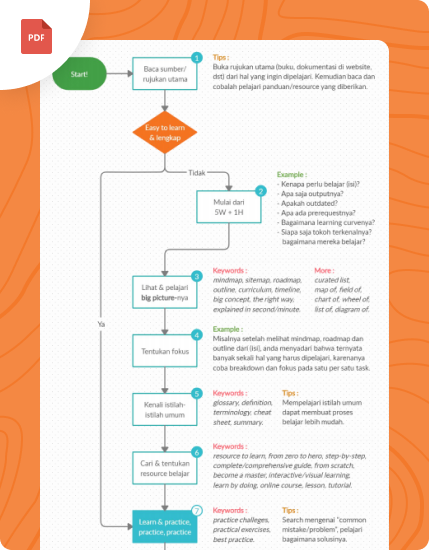 PDF
Start!
1
Baca sumber/
rujukan utama
Tips :
Buka rujukan utama (buku, dokumentasi di website,
dst) dari hal yang ingin dipelajari. Kemudian baca dan
cobalah pelajari panduan/resource yang diberikan.
Easy to learn
& lengkap
Tidak
2
Mulai dari
5W + 1H
Example :
- Kenapa perlu belajar (isi)?
- Apa saja outputnya?
- Apakah outdated?
- Apa ada prerequestnya?
- Bagaimana learning curvenya?
- Siapa saja tokoh terkenalnya?
bagaimana mereka belajar?
3
Lihat & pelajari
big picture-nya
Keywords :
mindmap, sitemap, roadmap,
outline, curriculum, timeline,
big concept, the right way,
explained in second/minute.
More :
curated list,
map of, field of,
chart of, wheel of,
list of, diagram of.
Ya
4
Tentukan fokus
Example :
Misalnya setelah melihat mindmap, roadmap dan
outline dari (isi), anda menyadari bahwa ternyata
banyak sekali hal yang harus dipelajari, karenanya
coba breakdown dan fokus pada satu per satu task.
5
Kenali istilah-
istilah umum
Keywords :
glossary, definition,
terminology, cheat
sheet, summary.
Tips :
Mempelajari istilah umum
dapat membuat proses
belajar lebih mudah.
6
Cari & tentukan
resource belajar
Keywords :
resource to learn, from zero to hero, step-by-step,
complete/comprehensive guide, from scratch,
become a master, interactive/visual learning,
learn by doing, online course, lesson, tutorial.
7
Learn & practice,
practice, practice
Keywords :
practice challeges,
practical exercises,
best practice.
Tips :
Search mengenai "common
mistake/problem", pelajari
bagaimana solusinya.